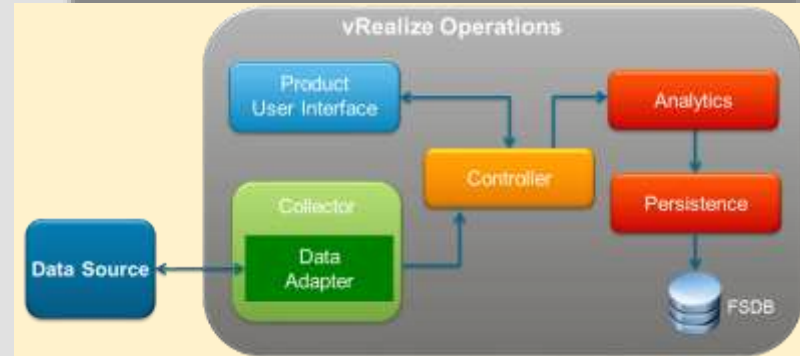 vRealize Operations
Product
User Interface
Analytics
Controller
Collector
Persistence
Data Source
Data
Adapter
FSDB